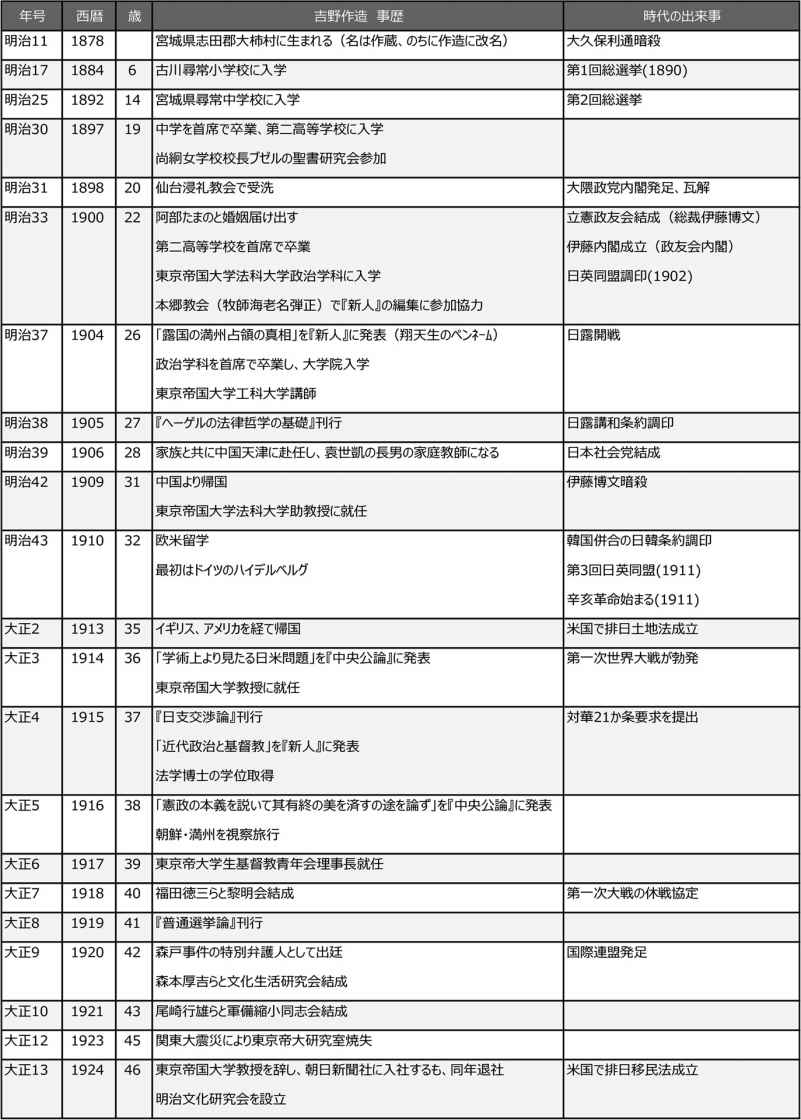 年号 西暦 歳 吉野作造 事歴 時代の出来事
明治11 1878 宮城県志田郡大柿村に生まれる（名は作蔵、のちに作造に改名） 大久保利通暗殺
明治17 1884 6 古川尋常小学校に入学 第1回総選挙(1890)
明治25 1892 14 宮城県尋常中学校に入学 第2回総選挙
明治30 1897 19 中学を首席で卒業、第二高等学校に入学
尚絅女学校校長ブゼルの聖書研究会参加
明治31 1898 20 仙台浸礼教会で受洗 大隈政党内閣発足、瓦解
明治33 1900 22 阿部たまのと婚姻届け出す 立憲政友会結成（総裁伊藤博文）
第二高等学校を首席で卒業 伊藤内閣成立（政友会内閣）
東京帝国大学法科大学政治学科に入学 日英同盟調印(1902)
本郷教会（牧師海老名弾正）で『新人』の編集に参加協力
明治37 1904 26 「露国の満州占領の真相」を『新人』に発表（翔天生のペンネーム） 日露開戦
政治学科を首席で卒業し、大学院入学
東京帝国大学工科大学講師
明治38 1905 27 『ヘーゲルの法律哲学の基礎』刊行 日露講和条約調印
明治39 1906 28 家族と共に中国天津に赴任し、袁世凱の長男の家庭教師になる 日本社会党結成
明治42 1909 31 中国より帰国 伊藤博文暗殺
東京帝国大学法科大学助教授に就任
明治43 1910 32 欧米留学 韓国併合の日韓条約調印
最初はドイツのハイデルベルグ 第3回日英同盟(1911)
辛亥革命始まる(1911)
大正2 1913 35 イギリス、アメリカを経て帰国 米国で排日土地法成立
大正3 1914 36 「学術上より見たる日米問題」を『中央公論』に発表 第一次世界大戦が勃発
東京帝国大学教授に就任
大正4 1915 37 『日支交渉論』刊行 対華21か条要求を提出
「近代政治と基督教」を『新人』に発表
法学博士の学位取得
大正5 1916 38 「憲政の本義を説いて其有終の美を済すの途を論ず」を『中央公論』に発表
朝鮮・満州を視察旅行
大正6 1917 39 東京帝大学生基督教青年会理事長就任
大正7 1918 40 福田徳三らと黎明会結成 第一次大戦の休戦協定
大正8 1919 41 『普通選挙論』刊行
大正9 1920 42 森戸事件の特別弁護人として出廷 国際連盟発足
森本厚吉らと文化生活研究会結成
大正10 1921 43 尾崎行雄らと軍備縮小同志会結成
大正12 1923 45 関東大震災により東京帝大研究室焼失
大正13 1924 46 東京帝国大学教授を辞し、朝日新聞社に入社するも、同年退社 米国で排日移民法成立
明治文化研究会を設立